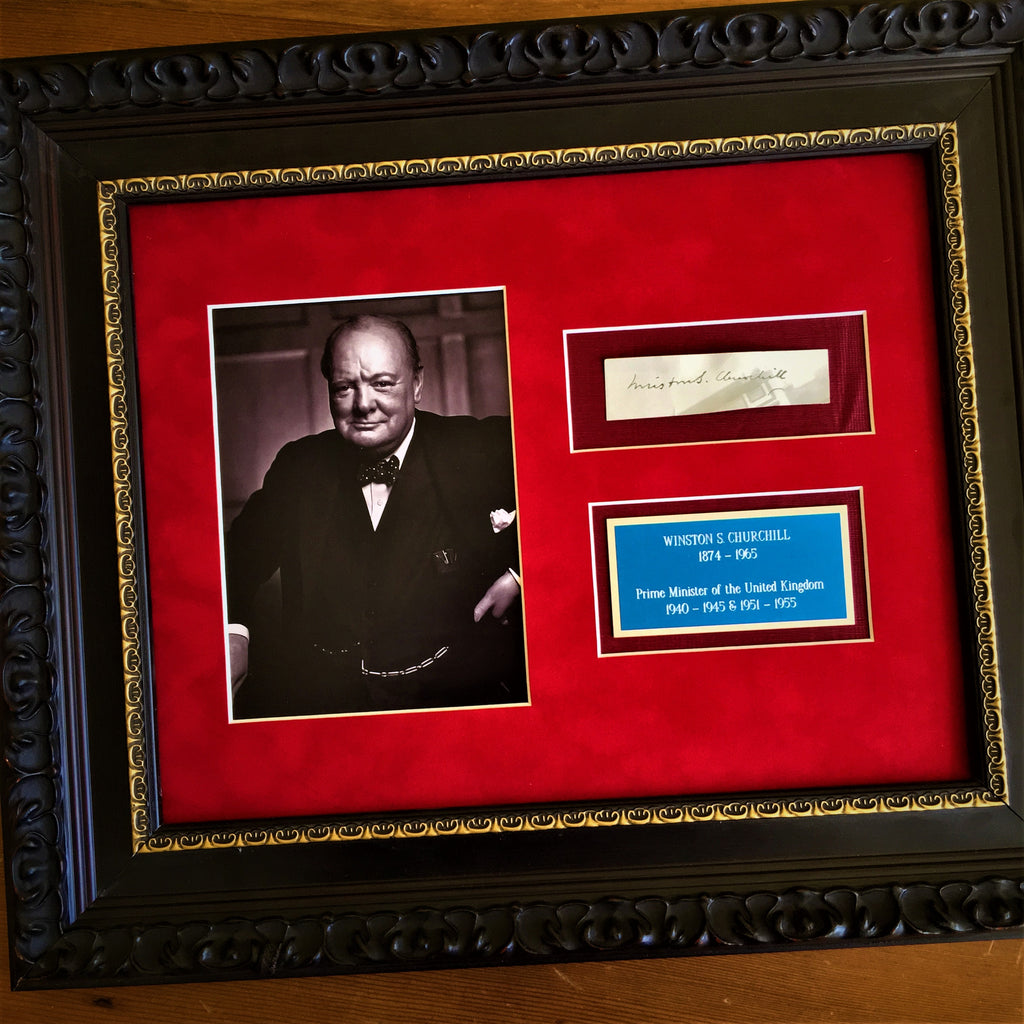 Winston S. Churchill
WINSTON S. CHURCHILL
1874 – 1965
Prime Minister of the United Kingdom
1940 – 1945 & 1951 – 1955